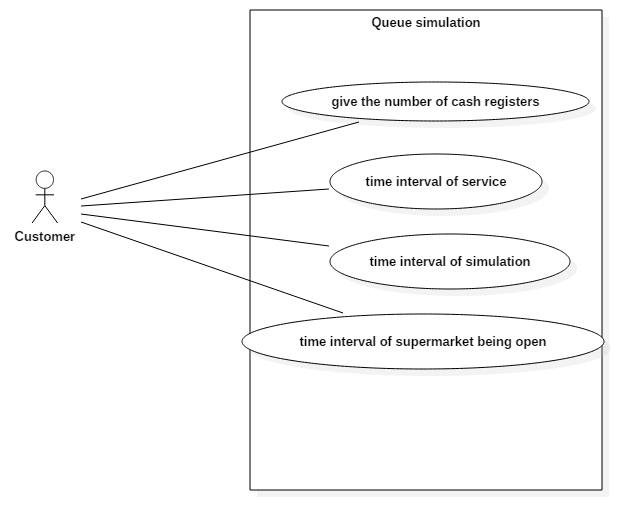 Queue simulation
give the number of cash registers
time interval of service
Customer
time interval of simulation
time interval of supermarket being open